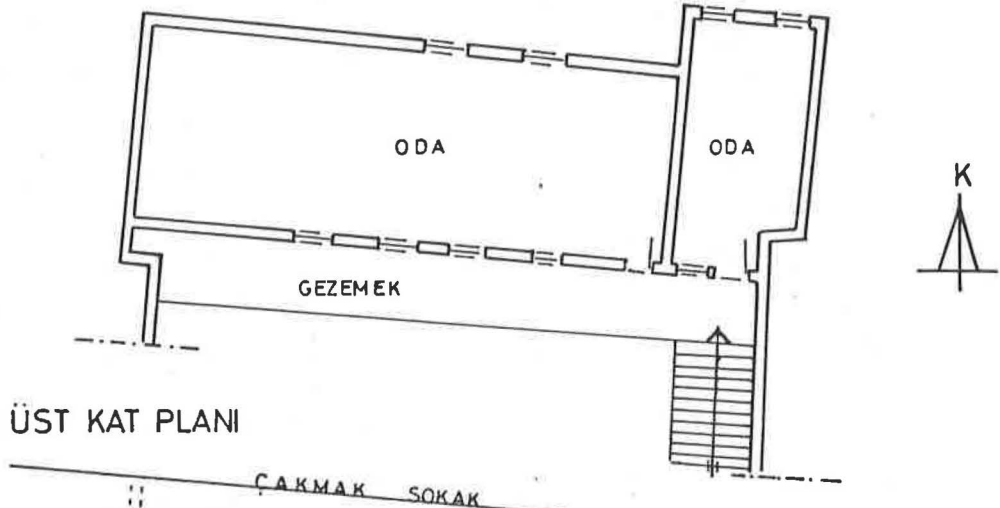 ODA
ODA
K
GEZEMEK
ÜST KAT PLANI
ÇAKMAK SOKAK